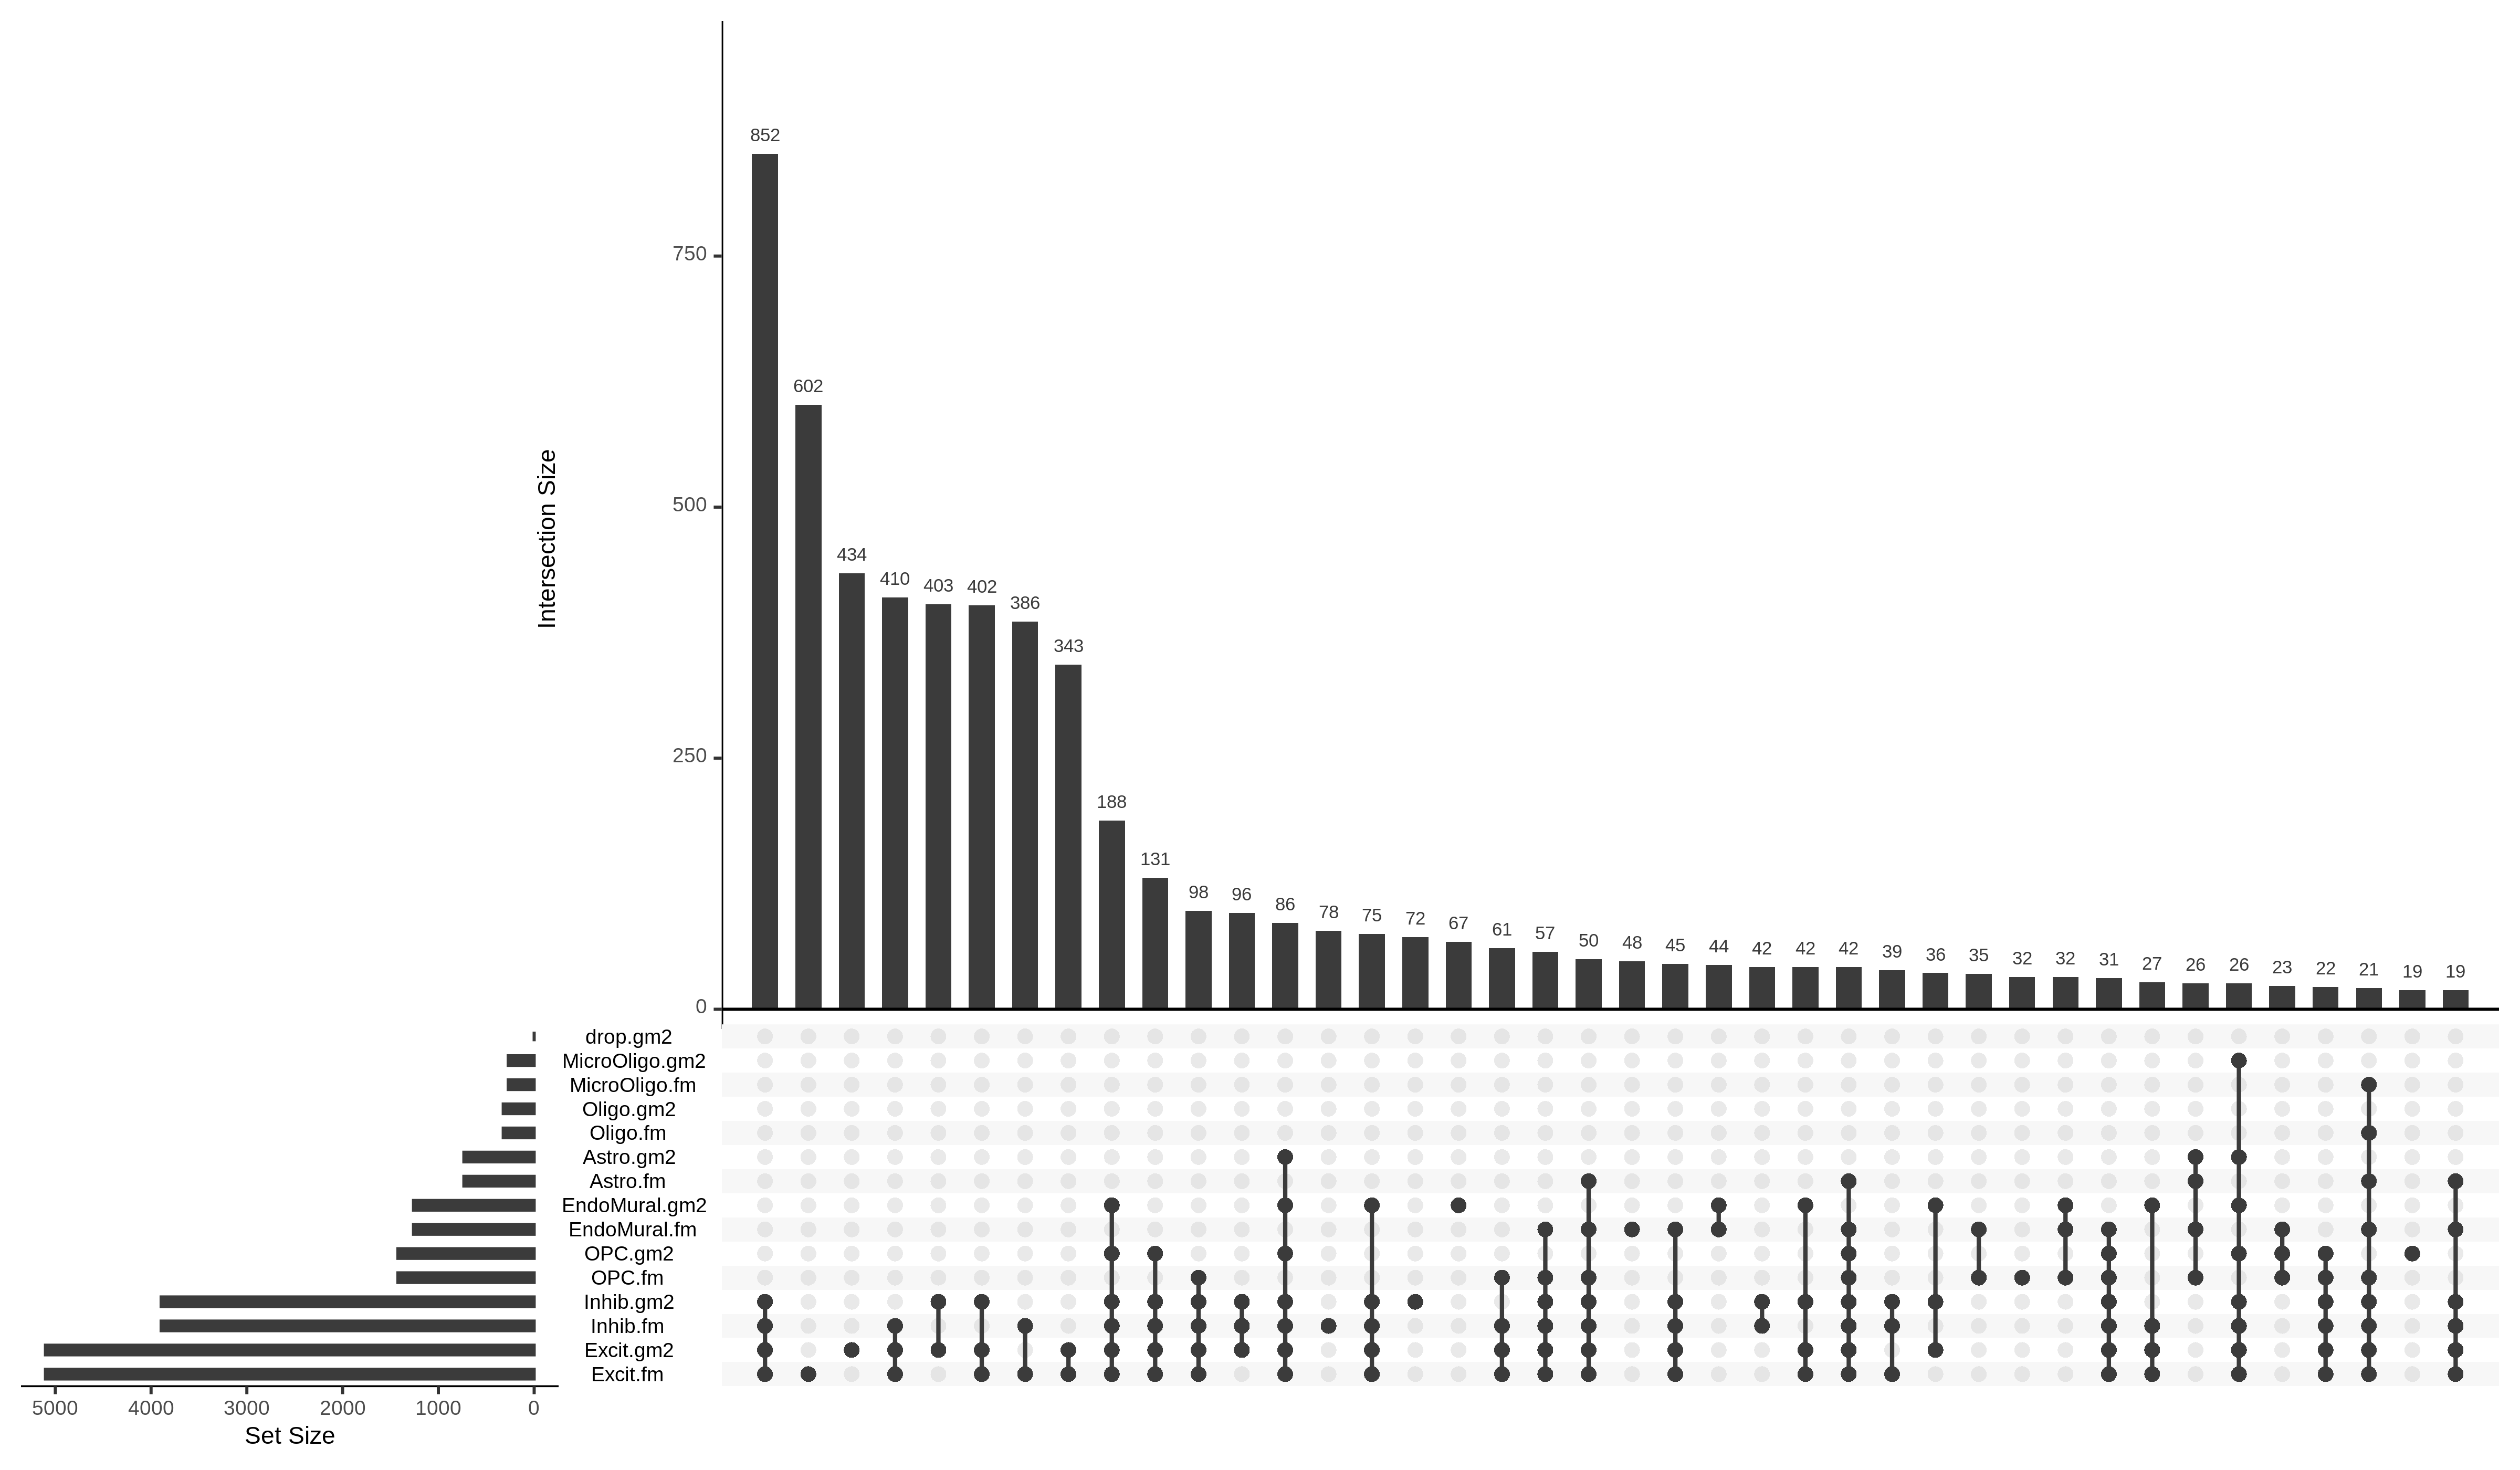 852
602
434
410
403
402
386
343
188
131
98
96
86
78
75
72
67
61
57
50
48
45
44
42
42
42
39
36
35
32
32
31
27
26
26
23
22
21
19
19
750
500
250
0
Intersection Size
drop.gm2
MicroOligo.gm2
MicroOligo.fm
Oligo.gm2
Oligo.fm
Astro.gm2
Astro.fm
EndoMural.gm2
EndoMural.fm
OPC.gm2
OPC.fm
Inhib.gm2
Inhib.fm
Excit.gm2
Excit.fm
5000 4000 3000 2000 1000 0
Set Size